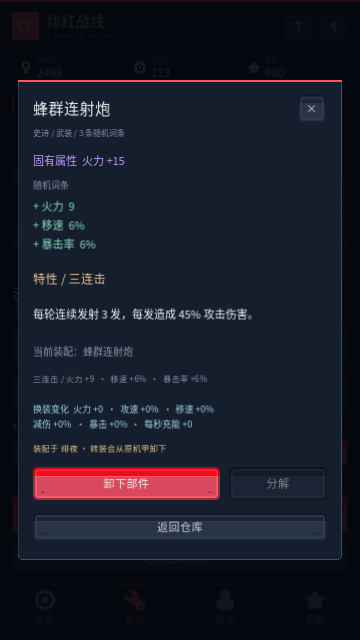 绯红战线
2498
123
900
蜂群连射炮
×
史诗 / 武装 / 3 条随机词条
固有属性 火力 +15
随机词条
+ 火力 9
+ 移速 6%
+ 暴击率 6%
特性 / 三连击
每轮连续发射 3 发，每发造成 45% 攻击伤害。
当前装配：蜂群连射炮
三连击 / 火力 +9 · 移速 +6% · 暴击率 +6%
换装变化 火力 +0 · 攻速 +0% · 移速 +0%
减伤 +0% · 暴击 +0% · 每秒充能 +0
装配于 绯夜 · 转装会从原机甲卸下
卸下部件
分解
返回仓库